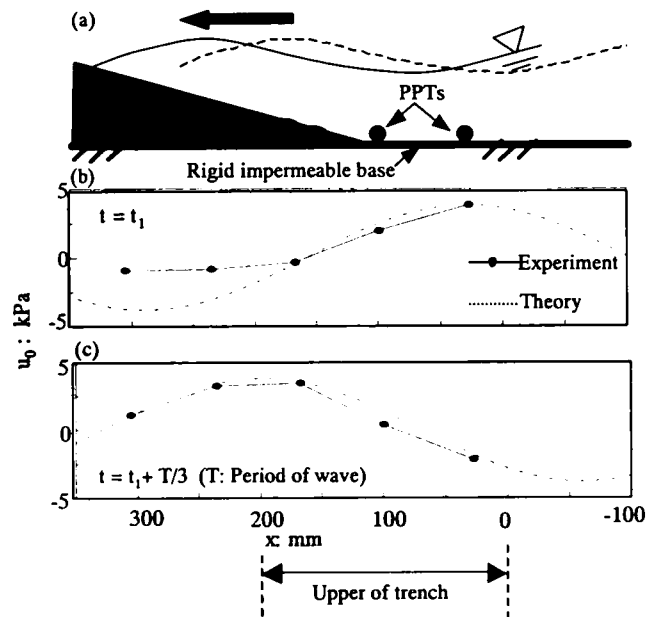 (a)
PPTs
Rigid impermeable base
(b)
5
t = t1
0
Experiment
Theory
-5
u0: kPa
(c)
5
0
t = t1+ T/3 (T: Period of wave)
-5
300 200 100 0 -100
x: mm
Upper of trench